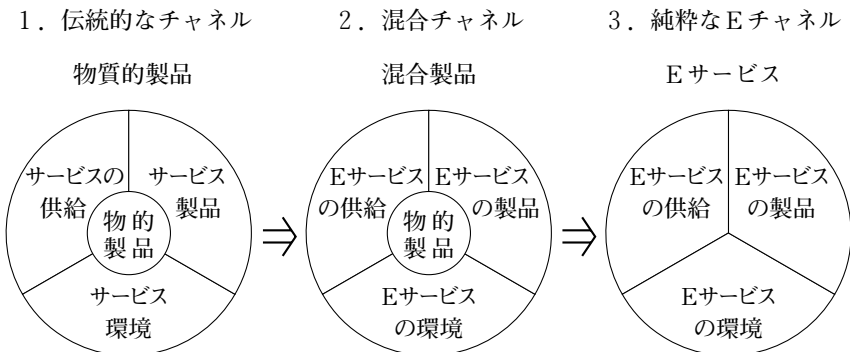 1．伝統的なチャネル
物質的製品
サービスの
供給
サービス
製品
物的
製品
サービス
環境
2．混合チャネル
混合製品
Eサービス
の供給
Eサービス
の製品
物的
製品
Eサービス
の環境
3．純粋なEチャネル
Eサービス
Eサービス
の供給
Eサービス
の製品
Eサービス
の環境